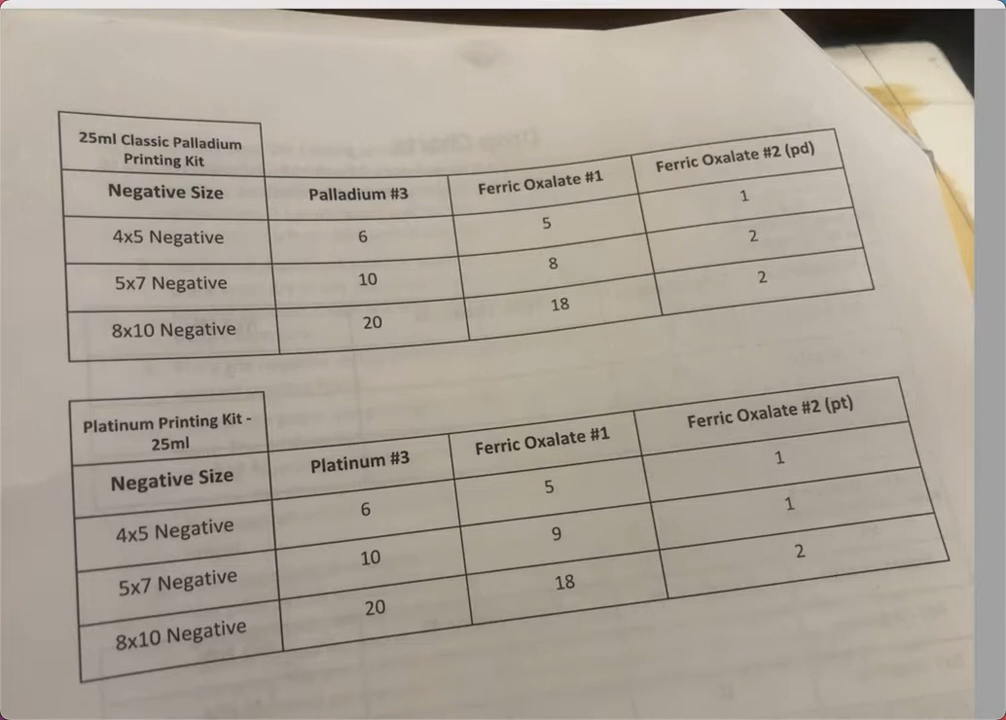 25ml Classic Palladium
Printing Kit
Negative Size Palladium #3 Ferric Oxalate #1 Ferric Oxalate #2 (pd)
4x5 Negative 6 5 1
5x7 Negative 10 8 2
8x10 Negative 20 18 2
Platinum Printing Kit -
25ml
Negative Size Platinum #3 Ferric Oxalate #1 Ferric Oxalate #2 (pt)
4x5 Negative 6 5 1
5x7 Negative 10 9 1
8x10 Negative 20 18 2